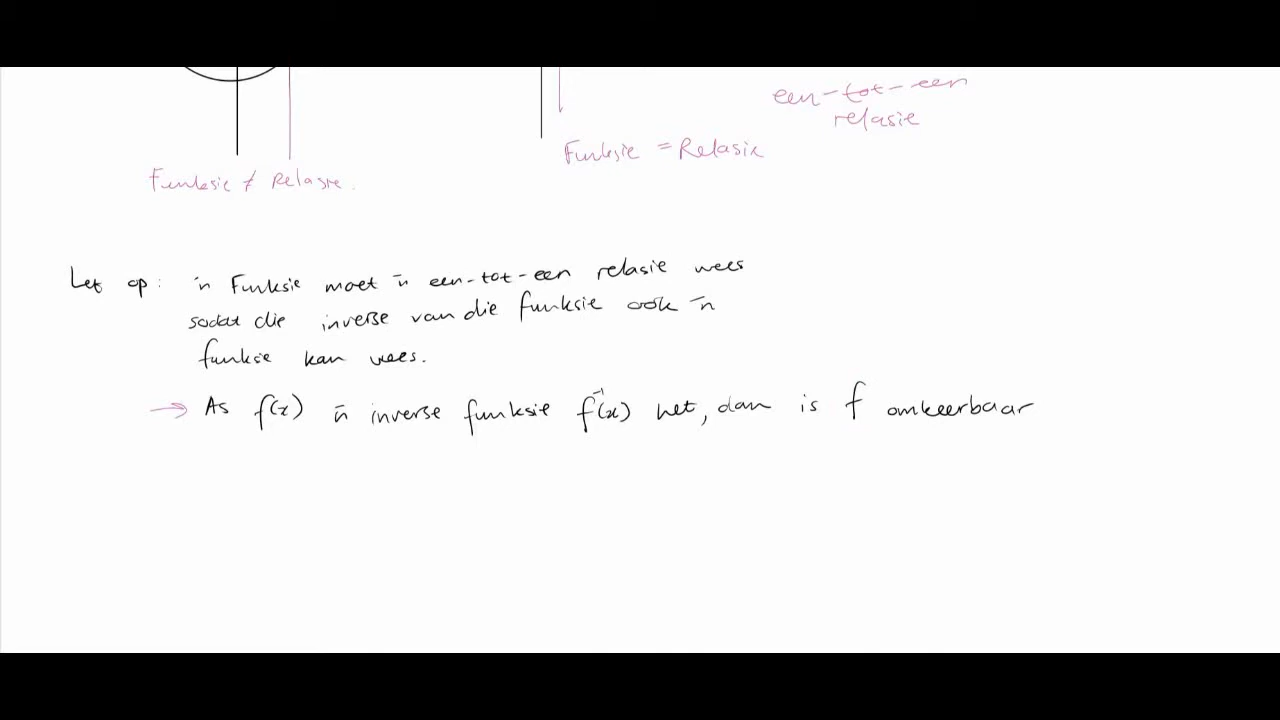 een-tot-een
relasie
Funksie = Relasie
Funksie ≠ Relasie.
Let op: 'n Funksie moet 'n een-tot-een relasie wees
sodat die inverse van die funksie ook 'n
funksie kan wees.
→ As f(x) 'n inverse funksie f⁻¹(x) het, dan is f omkeerbaar